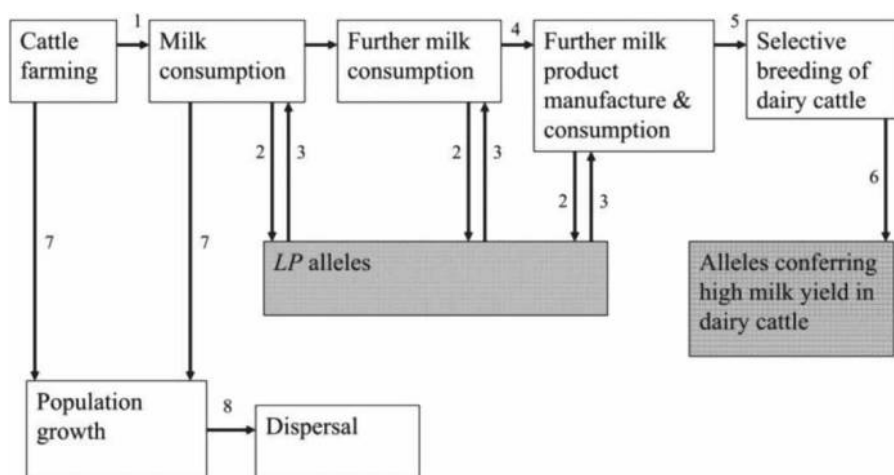 1
4
5
Cattle
farming
Milk
consumption
Further milk
consumption
Further milk
product
manufacture &
consumption
Selective
breeding of
dairy cattle
2
3
2
3
2
3
6
7
7
LP alleles
Alleles conferring
high milk yield in
dairy cattle
Population
growth
8
Dispersal